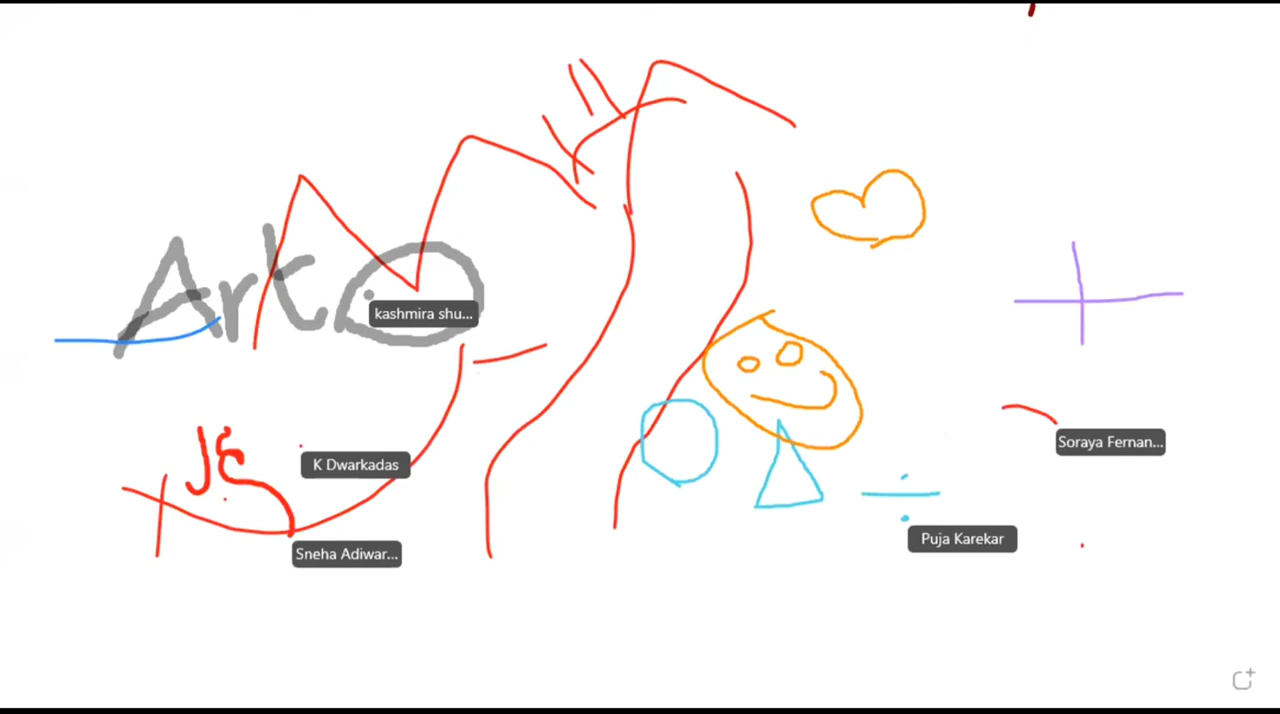 Art
kashmira shu...
K Dwarkadas
Soraya Fernan...
Puja Karekar
Sneha Adiwar...